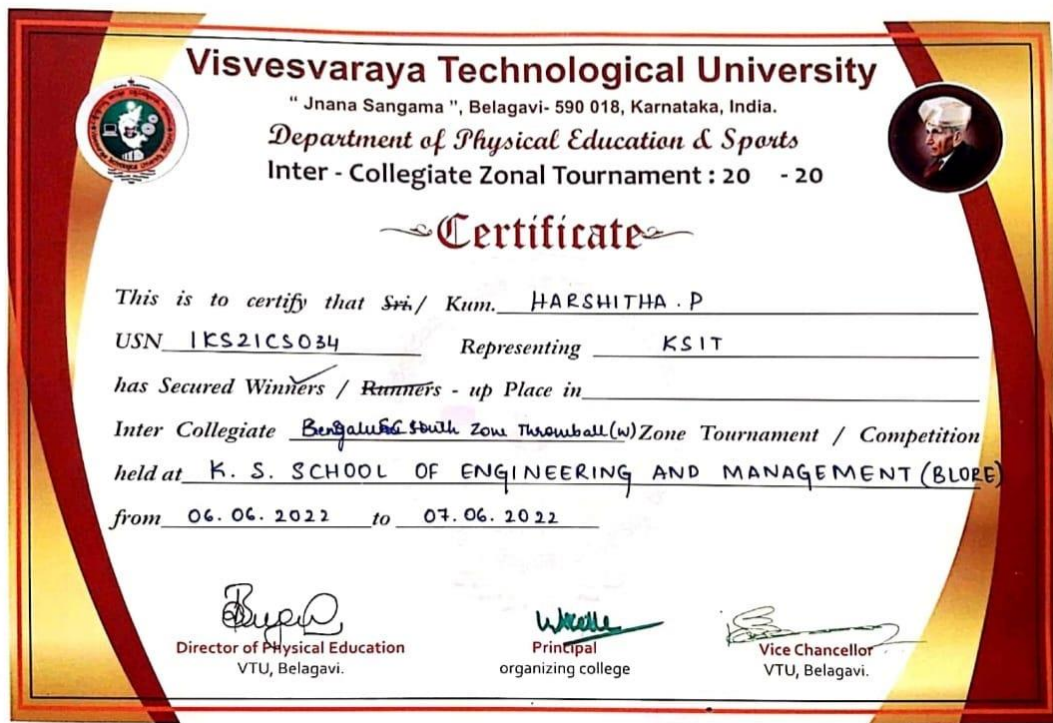 Visvesvaraya Technological University
" Jnana Sangama ", Belagavi- 590 018, Karnataka, India.
Department of Physical Education & Sports
Inter - Collegiate Zonal Tournament : 20   - 20
Certificate
This is to certify that Sri./ Kum. HARSHITHA . P
USN 1KS21CS034 Representing KSIT
has Secured Winners / Runners - up Place in
Inter Collegiate South Zone Throwball (W) Zone Tournament / Competition
held at K. S. SCHOOL OF ENGINEERING AND MANAGEMENT (BLORE)
from 06. 06. 2022 to 07. 06. 2022
Director of Physical Education
VTU, Belagavi.
Principal
organizing college
Vice Chancellor
VTU, Belagavi.